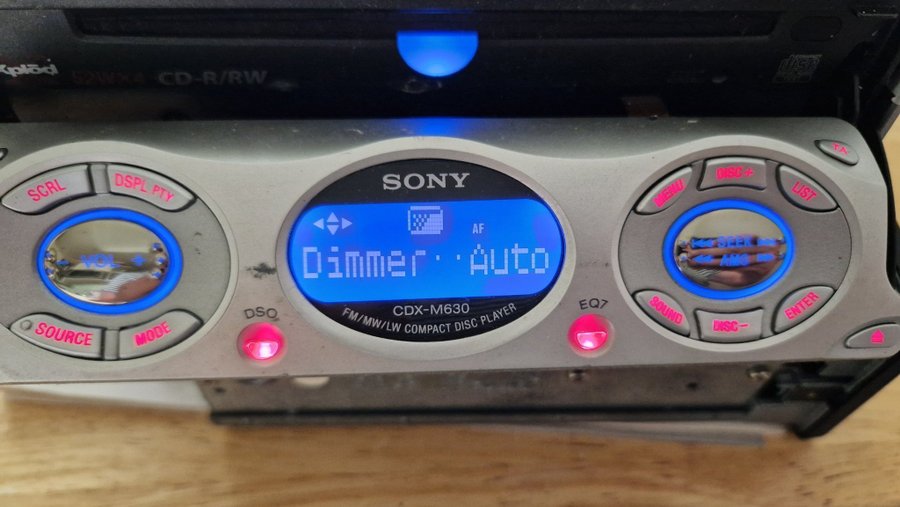 xplod
52WX4 CD-R/RW
TA
SCRL
DSPL PTY
SONY
MENU
DISC +
LIST
AF
- VOL +
Dimmer··Auto
SEEK
AMS
SOURCE
MODE
DSO
CDX-M630
FM/MW/LW COMPACT DISC PLAYER
EQ7
SOUND
DISC -
ENTER